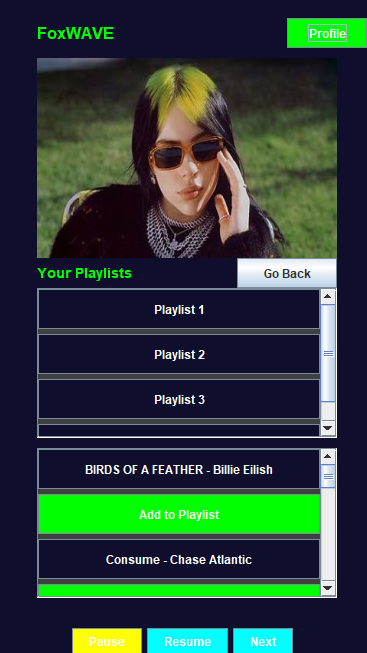 FoxWAVE
Profile
Your Playlists
Go Back
Playlist 1
Playlist 2
Playlist 3
BIRDS OF A FEATHER - Billie Eilish
Add to Playlist
Consume - Chase Atlantic
Pause
Resume
Next